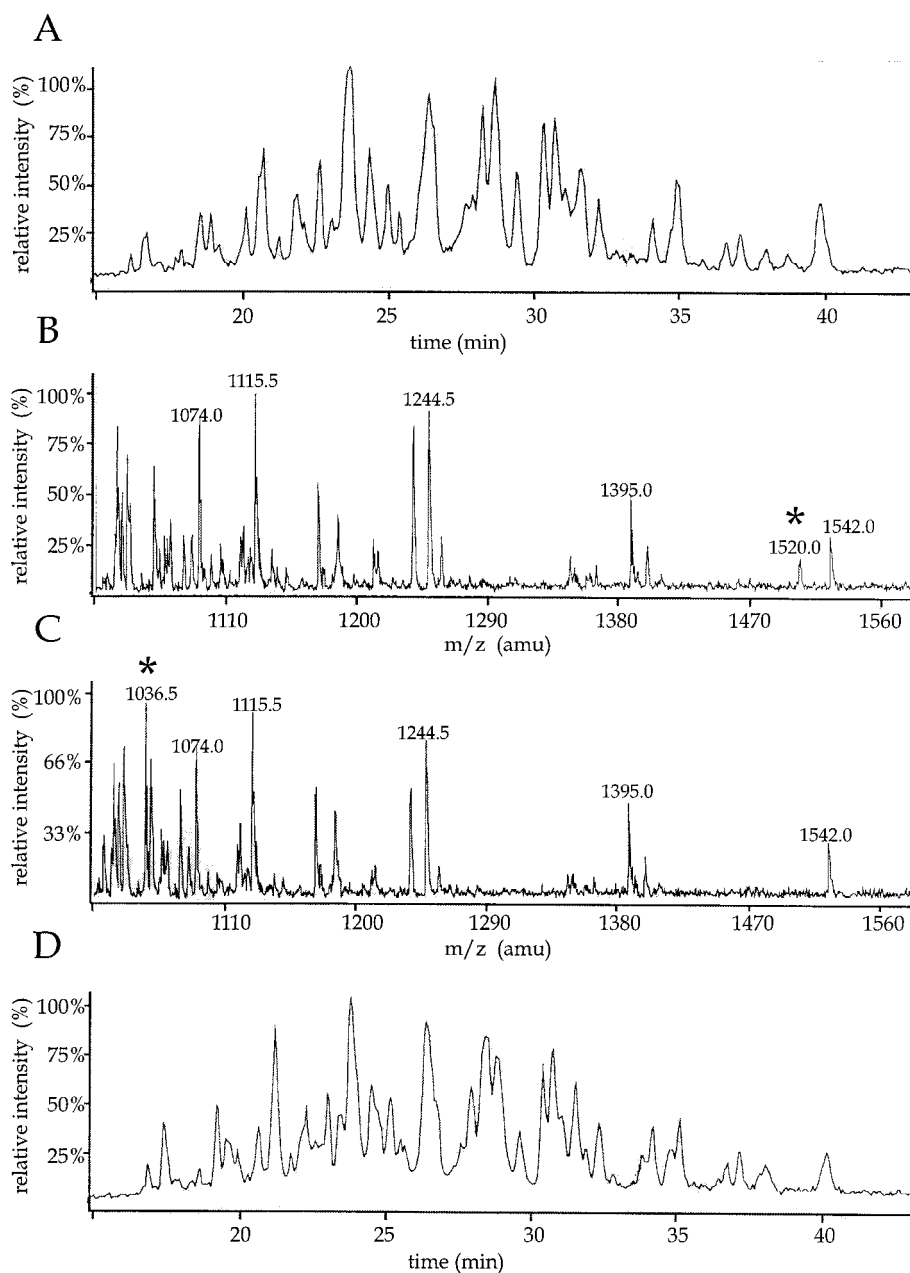 A
relative intensity (%)
100%
75%
50%
25%
20 25 30 35 40
time (min)
B
relative intensity (%)
100%
75%
50%
25%
1074.0
1115.5
1244.5
1395.0
*
1520.0
1542.0
1110 1200 1290 1380 1470 1560
m/z (amu)
C
relative intensity (%)
100%
66%
33%
*
1036.5
1074.0
1115.5
1244.5
1395.0
1542.0
1110 1200 1290 1380 1470 1560
m/z (amu)
D
relative intensity (%)
100%
75%
50%
25%
20 25 30 35 40
time (min)